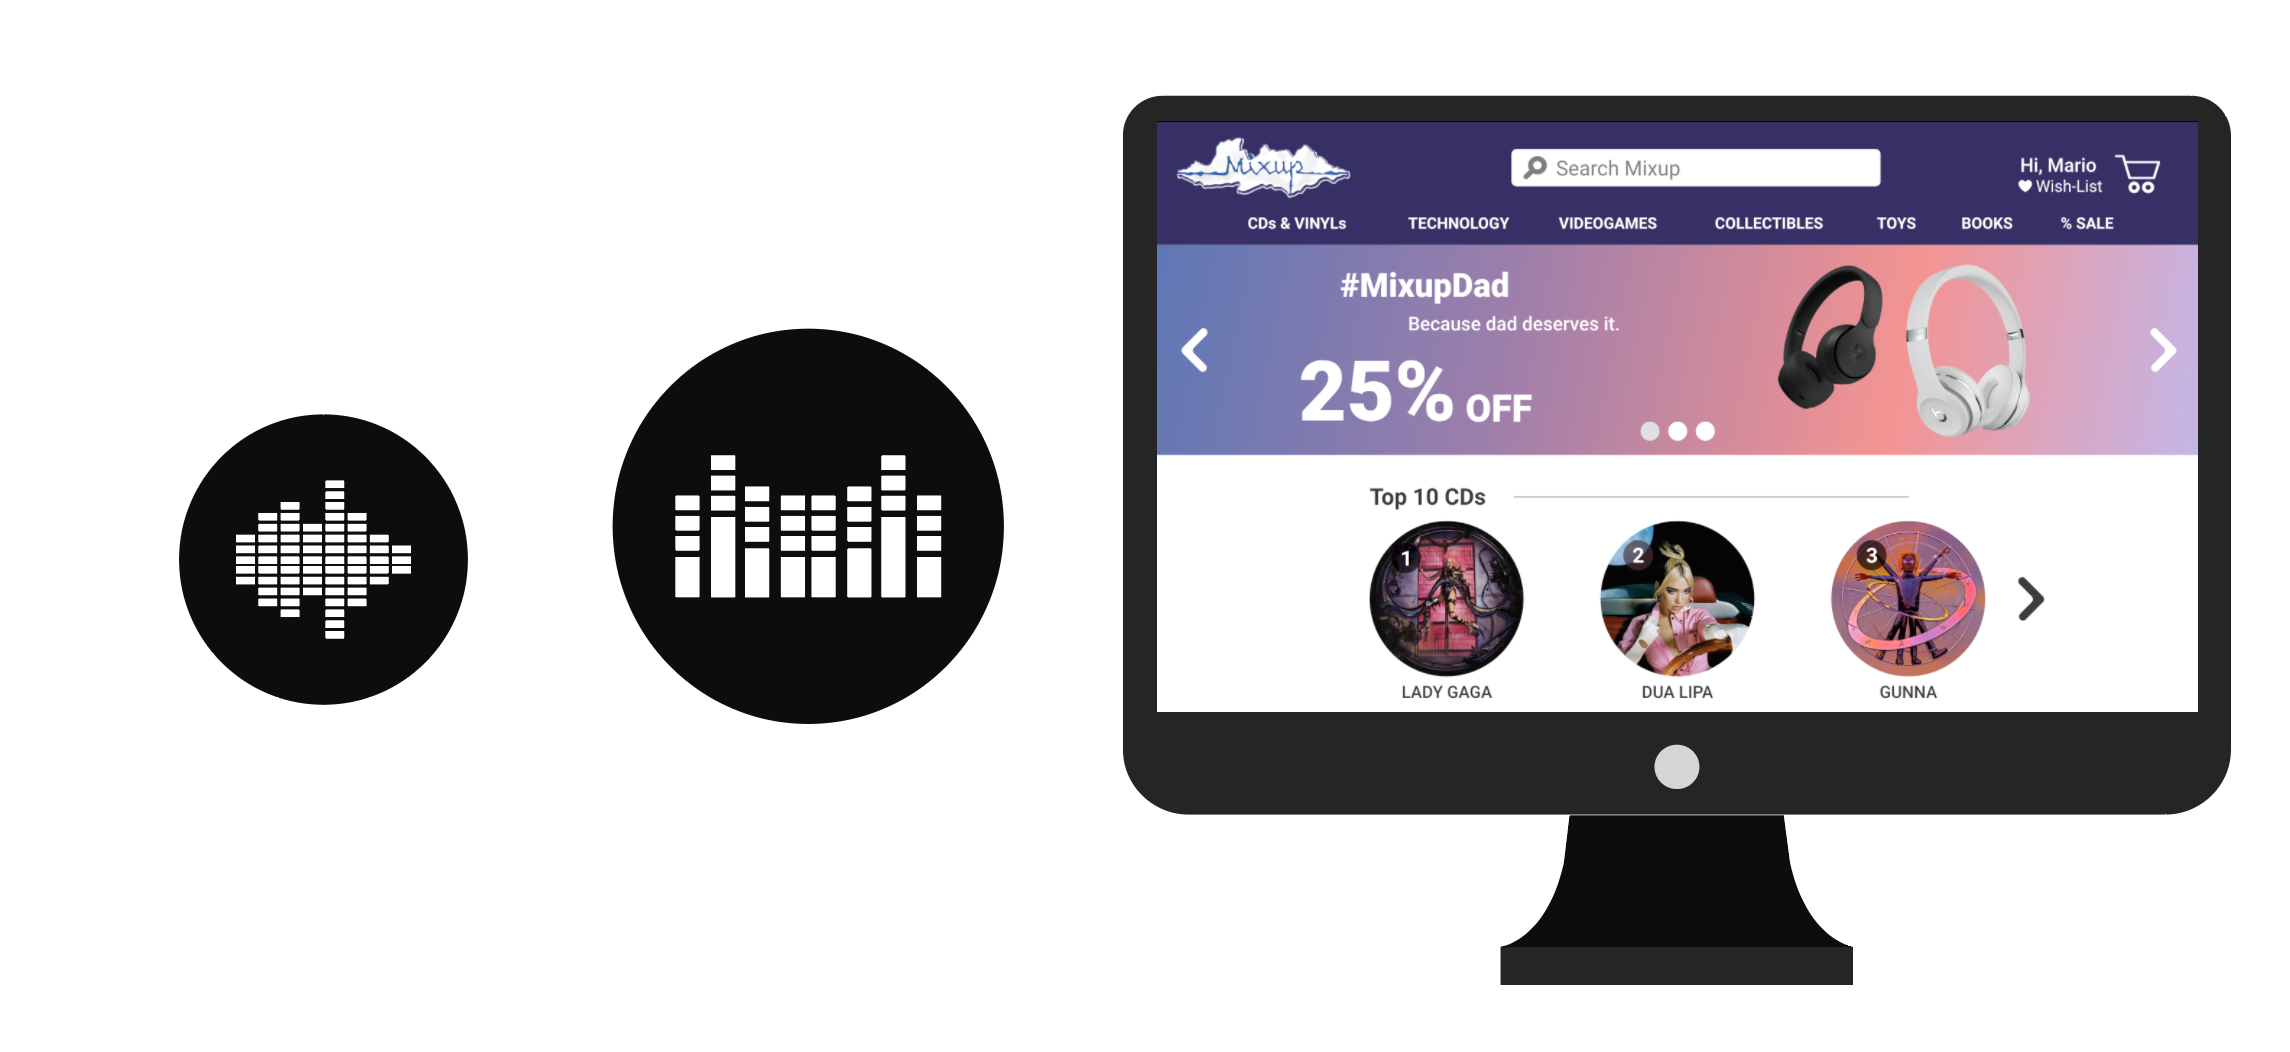 Mixup
Search Mixup
Hi, Mario
Wish-List
CDs & VINYLs TECHNOLOGY VIDEOGAMES COLLECTIBLES TOYS BOOKS % SALE
#MixupDad
Because dad deserves it.
25% OFF
Top 10 CDs
1 2 3
LADY GAGA DUA LIPA GUNNA